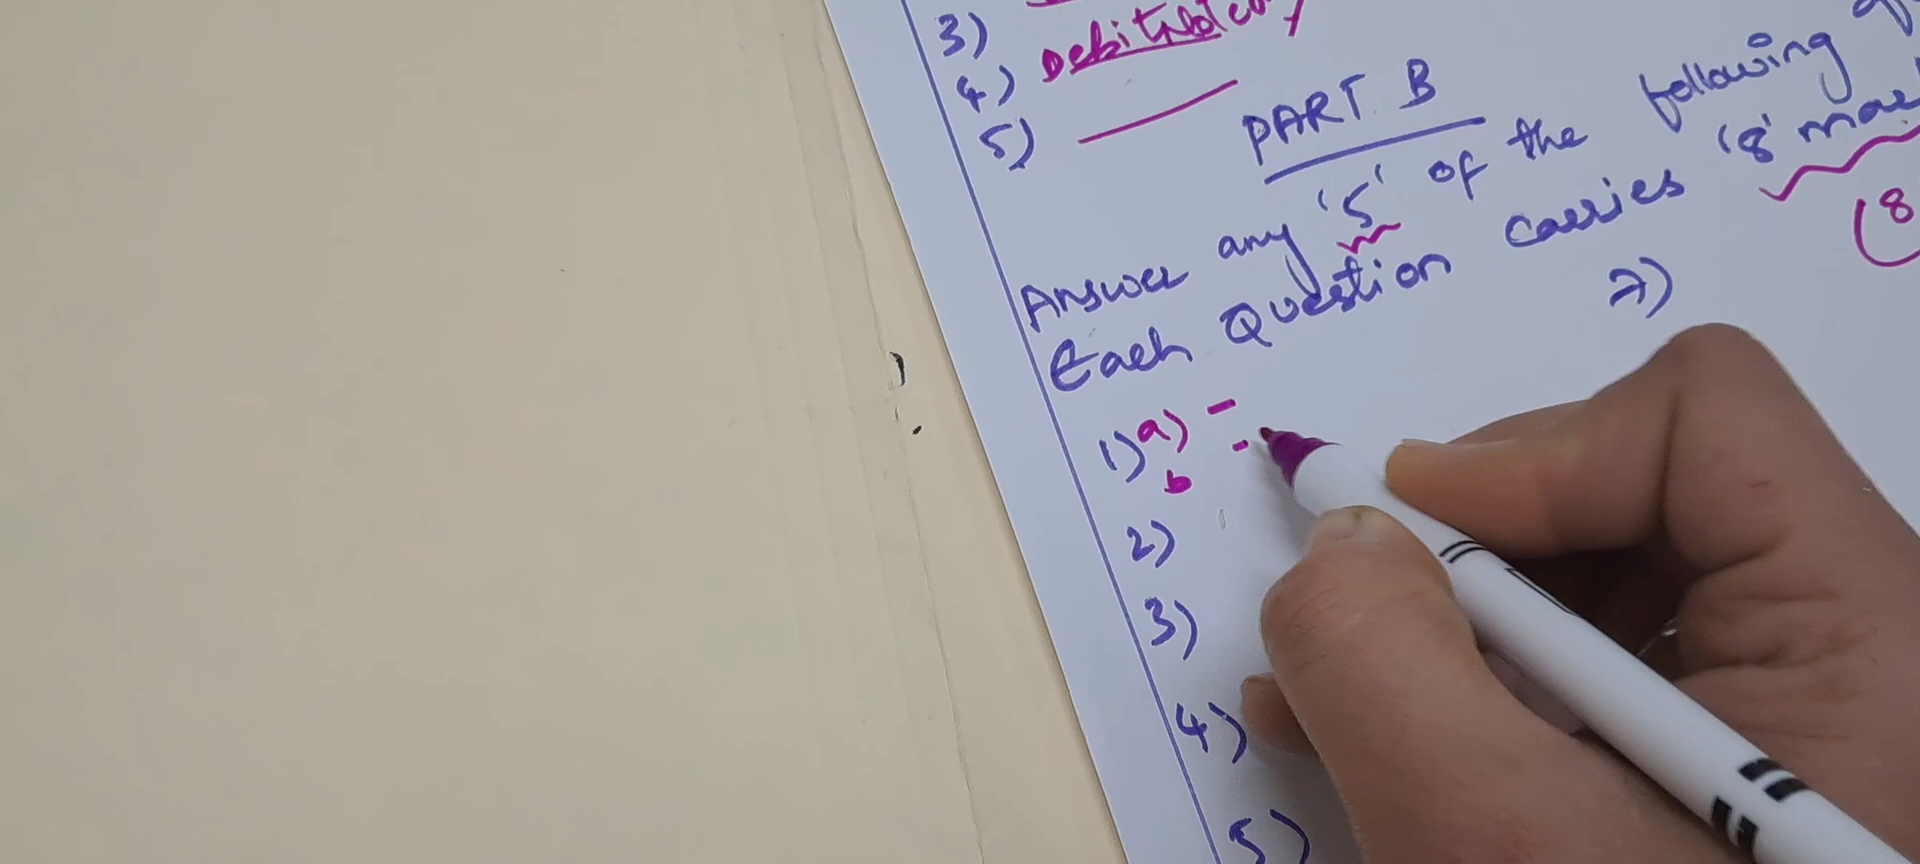 3)
4) Debit Note
5)
PART B
Answer any '5' of the following
Each Question carries '8'
(8
7)
1) a)
b
2)
3)
4)
5)